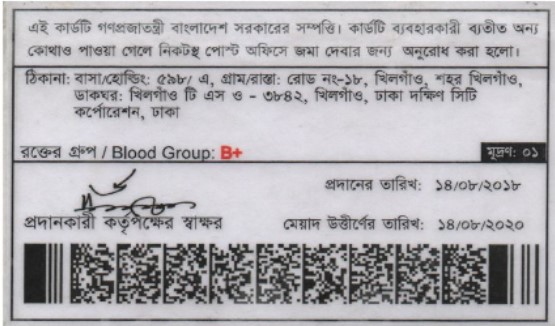 এই কার্ডটি গণপ্রজাতন্ত্রী বাংলাদেশ সরকারের সম্পত্তি। কার্ডটি ব্যবহারকারী ব্যতীত অন্য
কোথাও পাওয়া গেলে নিকটস্থ পোস্ট অফিসে জমা দেবার জন্য অনুরোধ করা হলো।
ঠিকানা: বাসা/হোল্ডিং: ৫৯৮/ এ, গ্রাম/রাস্তা: রোড নং-১৮, খিলগাঁও, শহর খিলগাঁও,
ডাকঘর: খিলগাঁও টি এস ও - ৩৮৪২, খিলগাঁও, ঢাকা দক্ষিণ সিটি
কর্পোরেশন, ঢাকা
রক্তের গ্রুপ / Blood Group: B+ মূদ্রণ: ০১
প্রদানের তারিখ: ১৪/০৮/২০১৮
প্রদানকারী কর্তৃপক্ষের স্বাক্ষর মেয়াদ উত্তীর্ণের তারিখ: ১৪/০৮/২০২০